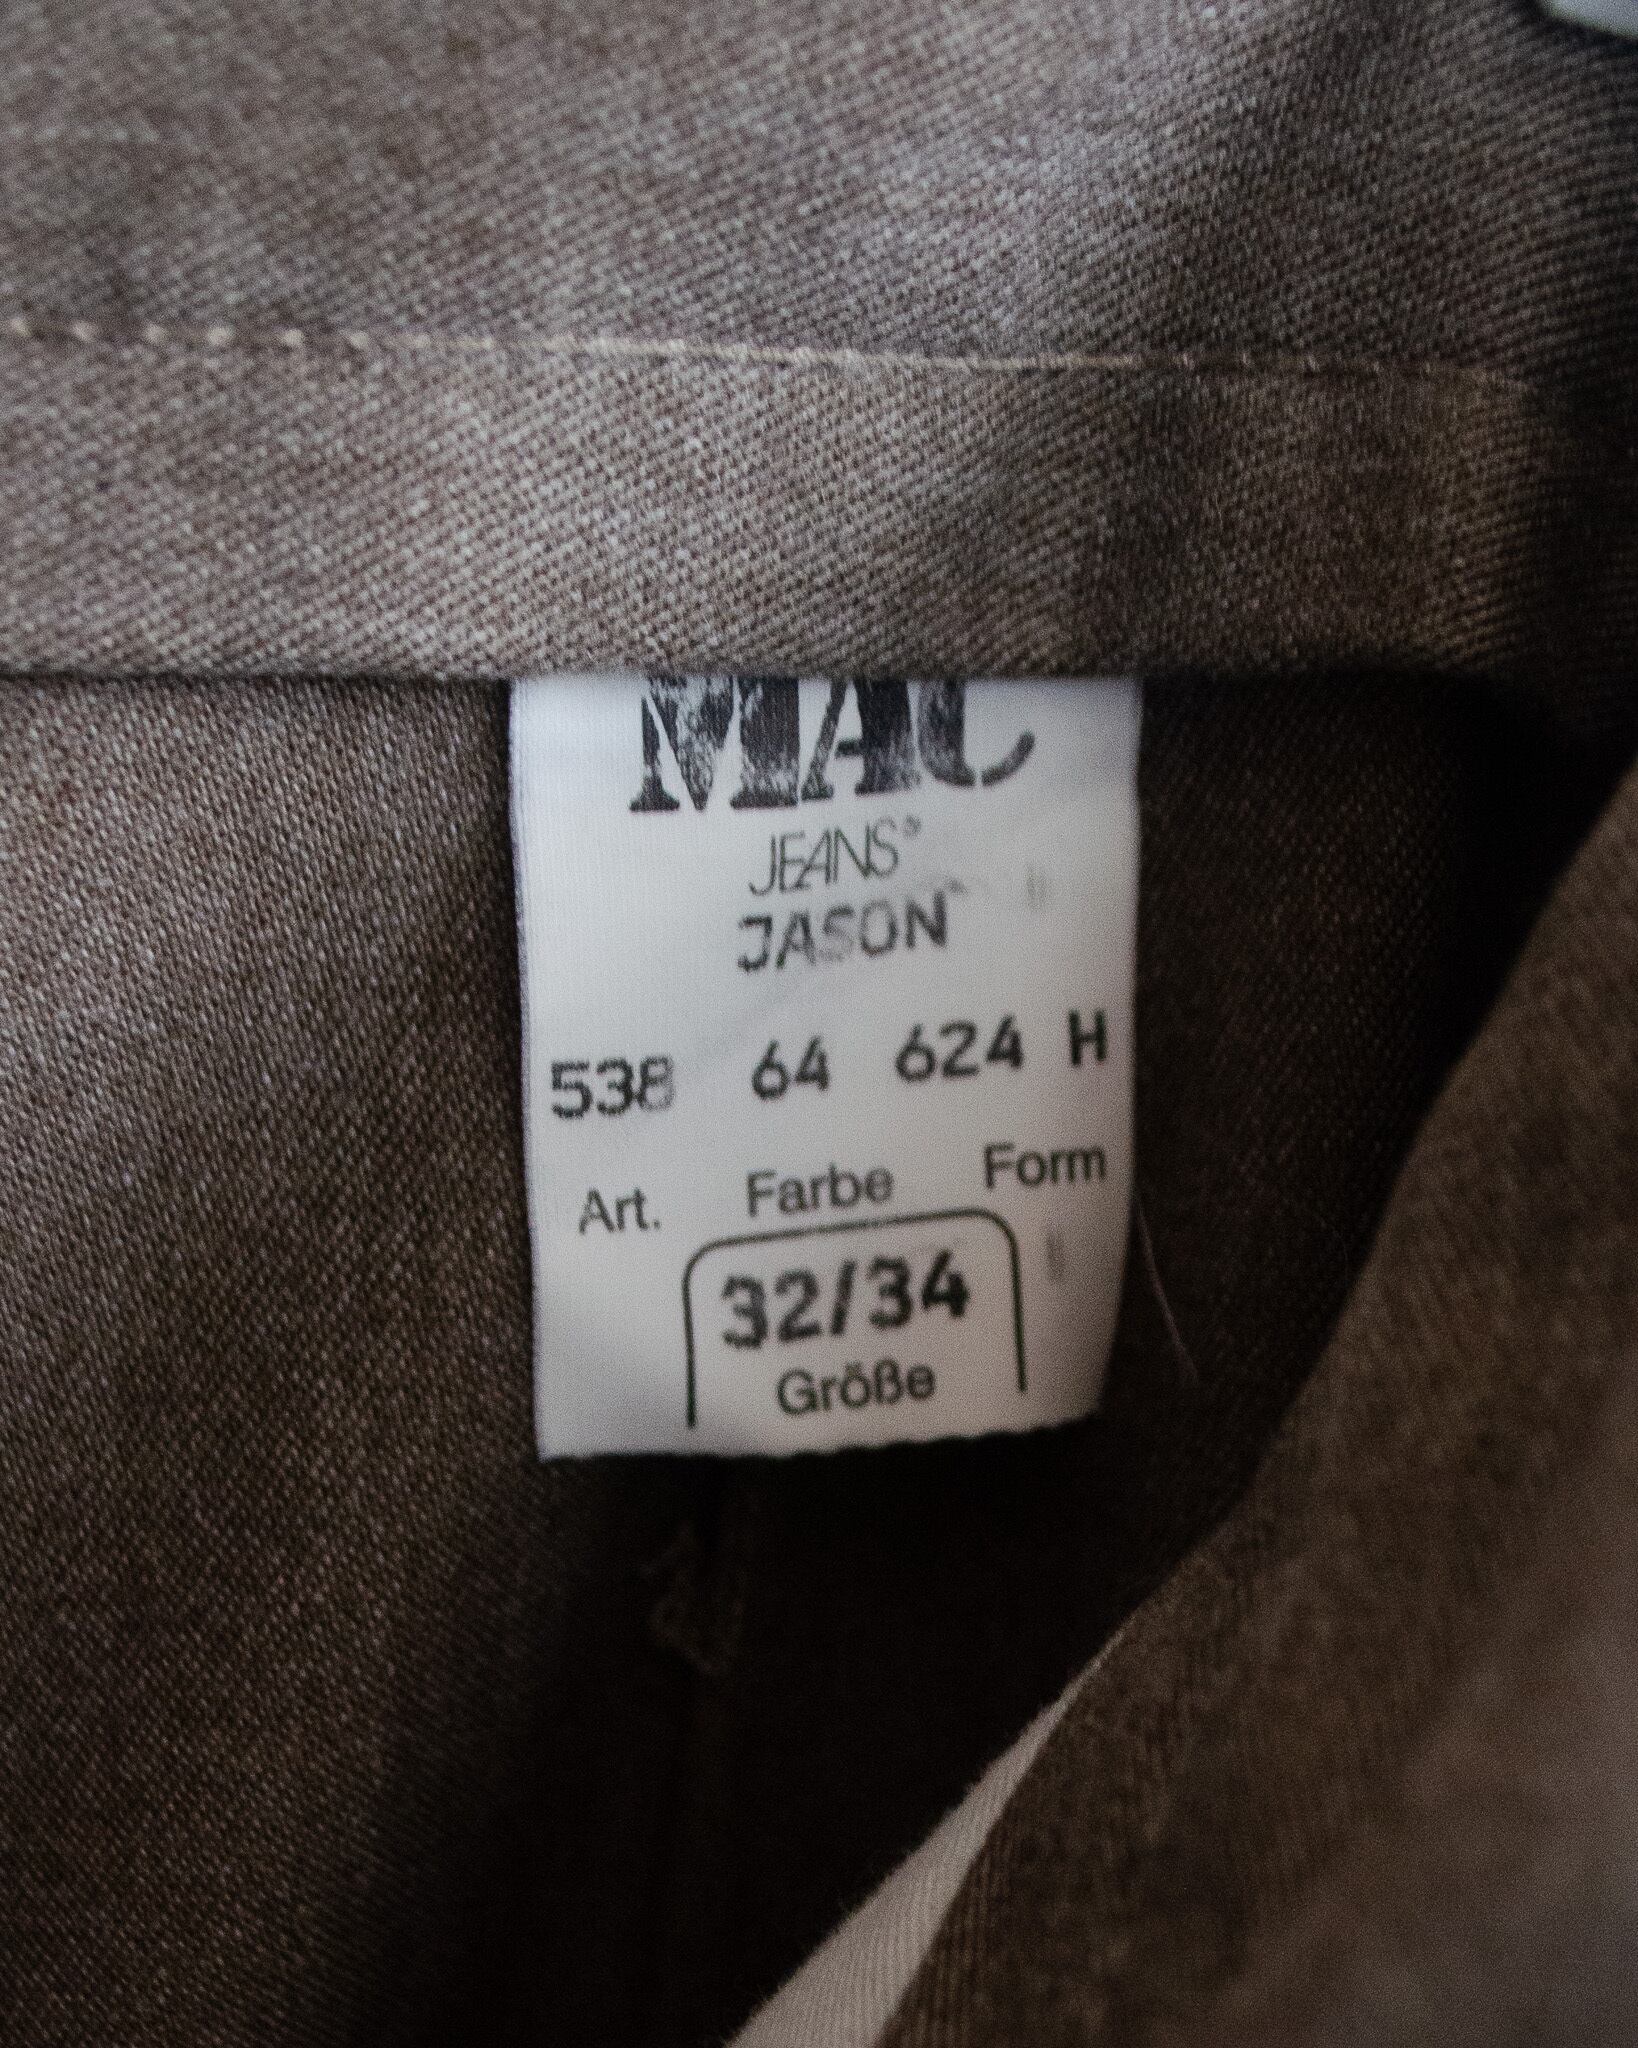 MAC
JEANS®
JASON
538 64 624 H
Art. Farbe Form
32/34
Größe